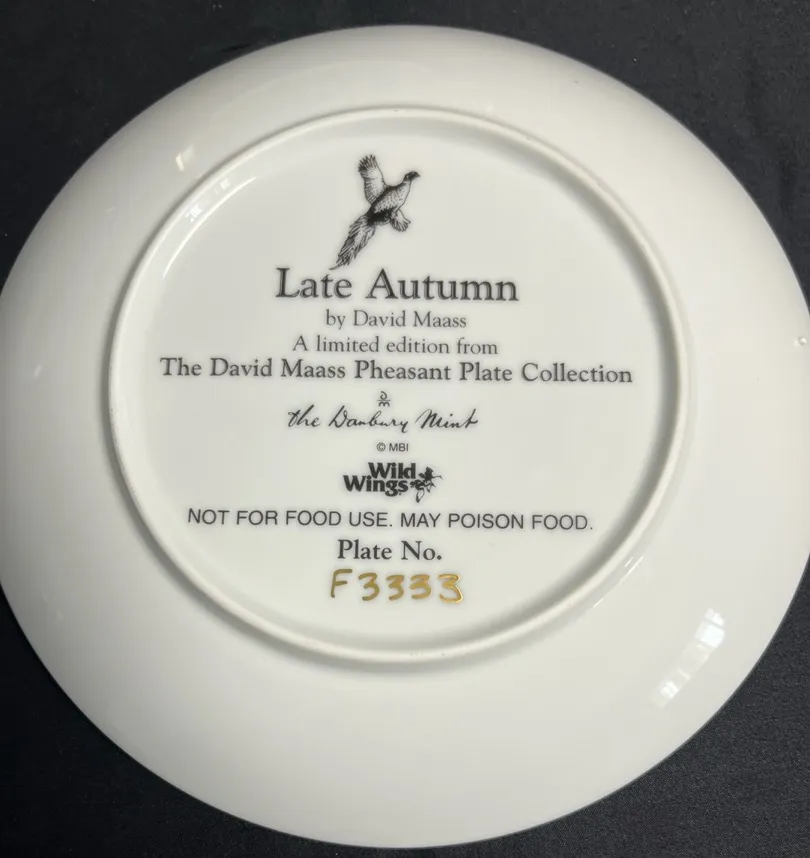 Late Autumn
by David Maass
A limited edition from
The David Maass Pheasant Plate Collection
DM
the Danbury Mint
© MBI
Wild
Wings
NOT FOR FOOD USE. MAY POISON FOOD.
Plate No.
F3333